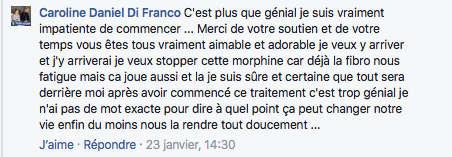 Caroline Daniel Di Franco C'est plus que génial je suis vraiment
impatiente de commencer ... Merci de votre soutien et de votre
temps vous êtes tous vraiment aimable et adorable je veux y arriver
et j'y arriverai je veux stopper cette morphine car déjà la fibro nous
fatigue mais ca joue aussi et la je suis sûre et certaine que tout sera
derrière moi après avoir commencé ce traitement c'est trop génial je
n'ai pas de mot exacte pour dire à quel point ça peut changer notre
vie enfin du moins nous la rendre tout doucement ...
J'aime · Répondre · 23 janvier, 14:30